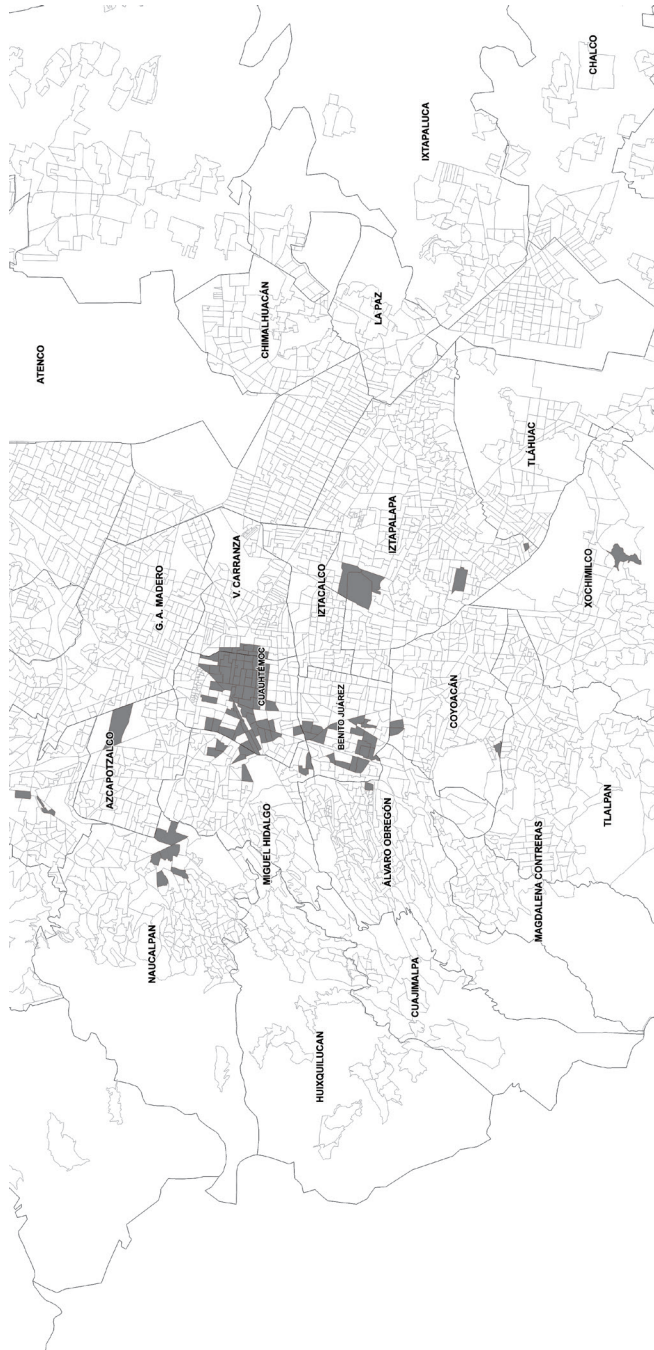 ATENCO
AZCAPOTZALCO
NAUCALPAN
G. A. MADERO
V. CARRANZA
CUAUHTÉMOC
CHIMALHUACÁN
MIGUEL HIDALGO
HUIXQUILUCAN
IZTACALCO
BENITO JUÁREZ
LA PAZ
ÁLVARO OBREGÓN
IZTAPALAPA
CUAJIMALPA
IXTAPALUCA
COYOACÁN
TLÁHUAC
MAGDALENA CONTRERAS
XOCHIMILCO
CHALCO
TLALPAN